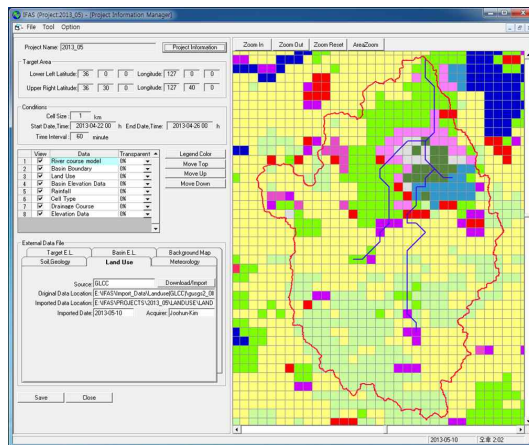 IFAS (Project:2013_05) - [Project Information Manager]
File Tool Option
Project Name: 2013_05 Project Information
Zoom In Zoom Out Zoom Reset AreaZoom
Target Area
Lower Left Latitude: 36 0 0 Longitude: 127 0 0
Upper Right Latitude: 36 30 0 Longitude: 127 40 0
Conditions
Cell Size: 1 km
Start Date,Time: 2013-04-22 00 h End Date,Time: 2013-04-26 00 h
Time Interval: 60 minute
View Data Transparent
1 River course model 0%
2 Basin Boundary 0%
3 Land Use 0%
4 Basin Elevation Data 0%
5 Rainfall 0%
6 Cell Type 0%
7 Drainage Course 0%
8 Elevation Data 0%
Legend Color
Move Top
Move Up
Move Down
External Data File
Target E.L. Basin E.L. Background Map
Soil,Geology Land Use Meteorology
Source: GLCC Download/Import
Original Data Location:
Imported Data Location: E:\IFAS\PROJECTS\2013_05\LANDUSE\LAND
Imported Date: 2013-05-10 Acquirer: Joohun-Kim
Save Close
2013-05-10 오후 2:02